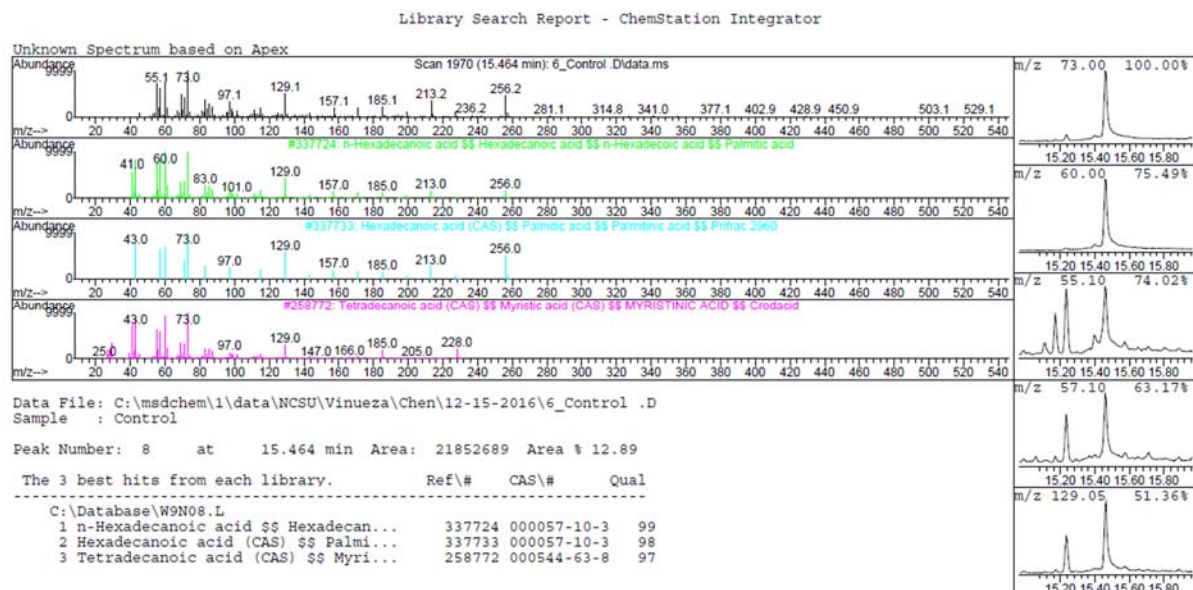 Library Search Report - ChemStation Integrator
Unknown Spectrum based on Apex
Abundance
Scan 1970 (15.464 min): 6_Control .D\data.ms
9999
55.1 73.0 97.1 129.1 157.1 185.1 213.2 236.2 256.2 281.1 314.8 341.0 377.1 402.9 428.9 450.9 503.1 529.1
m/z-->
20 40 60 80 100 120 140 160 180 200 220 240 260 280 300 320 340 360 380 400 420 440 460 480 500 520 540
Abundance
#337724: n-Hexadecanoic acid $$ Hexadecanoic acid $$ n-Hexadecoic acid $$ Palmitic acid
9999
41.0 60.0 83.0 101.0 129.0 157.0 185.0 213.0 256.0
m/z-->
20 40 60 80 100 120 140 160 180 200 220 240 260 280 300 320 340 360 380 400 420 440 460 480 500 520 540
Abundance
#337733: Hexadecanoic acid (CAS) $$ Palmitic acid $$ Palmitinic acid $$ Prifrac 2960
9999
43.0 73.0 97.0 129.0 157.0 185.0 213.0 256.0
m/z-->
20 40 60 80 100 120 140 160 180 200 220 240 260 280 300 320 340 360 380 400 420 440 460 480 500 520 540
Abundance
#258772: Tetradecanoic acid (CAS) $$ Myristic acid (CAS) $$ MYRISTINIC ACID $$ Crodacid
9999
25.0 43.0 73.0 97.0 129.0 147.0 166.0 185.0 205.0 228.0
m/z-->
20 40 60 80 100 120 140 160 180 200 220 240 260 280 300 320 340 360 380 400 420 440 460 480 500 520 540
m/z 73.00 100.00%
15.20 15.40 15.60 15.80
m/z 60.00 75.49%
15.20 15.40 15.60 15.80
m/z 55.10 74.02%
15.20 15.40 15.60 15.80
m/z 57.10 63.17%
15.20 15.40 15.60 15.80
m/z 129.05 51.36%
15.20 15.40 15.60 15.80
Data File: C:\msdchem\1\data\NCSU\Vinueza\Chen\12-15-2016\6_Control .D
Sample : Control
Peak Number: 8 at 15.464 min Area: 21852689 Area % 12.89
The 3 best hits from each library. Ref\# CAS\# Qual
C:\Database\W9N08.L
1 n-Hexadecanoic acid $$ Hexadecan... 337724 000057-10-3 99
2 Hexadecanoic acid (CAS) $$ Palmi... 337733 000057-10-3 98
3 Tetradecanoic acid (CAS) $$ Myri... 258772 000544-63-8 97